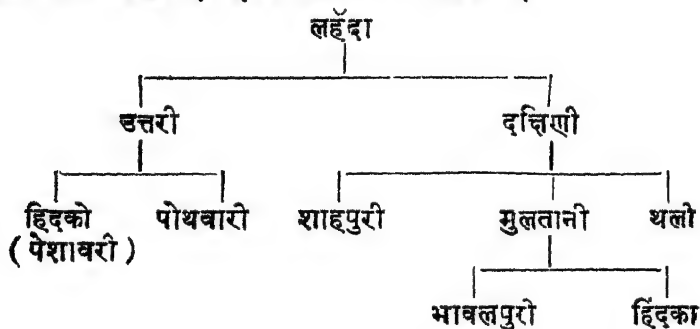 लहँदा
उत्तरी दक्षिणी
हिंदको पोथवारी शाहपुरी मुलतानी थली
( पेशावरी )
भावलपुरी हिंदका